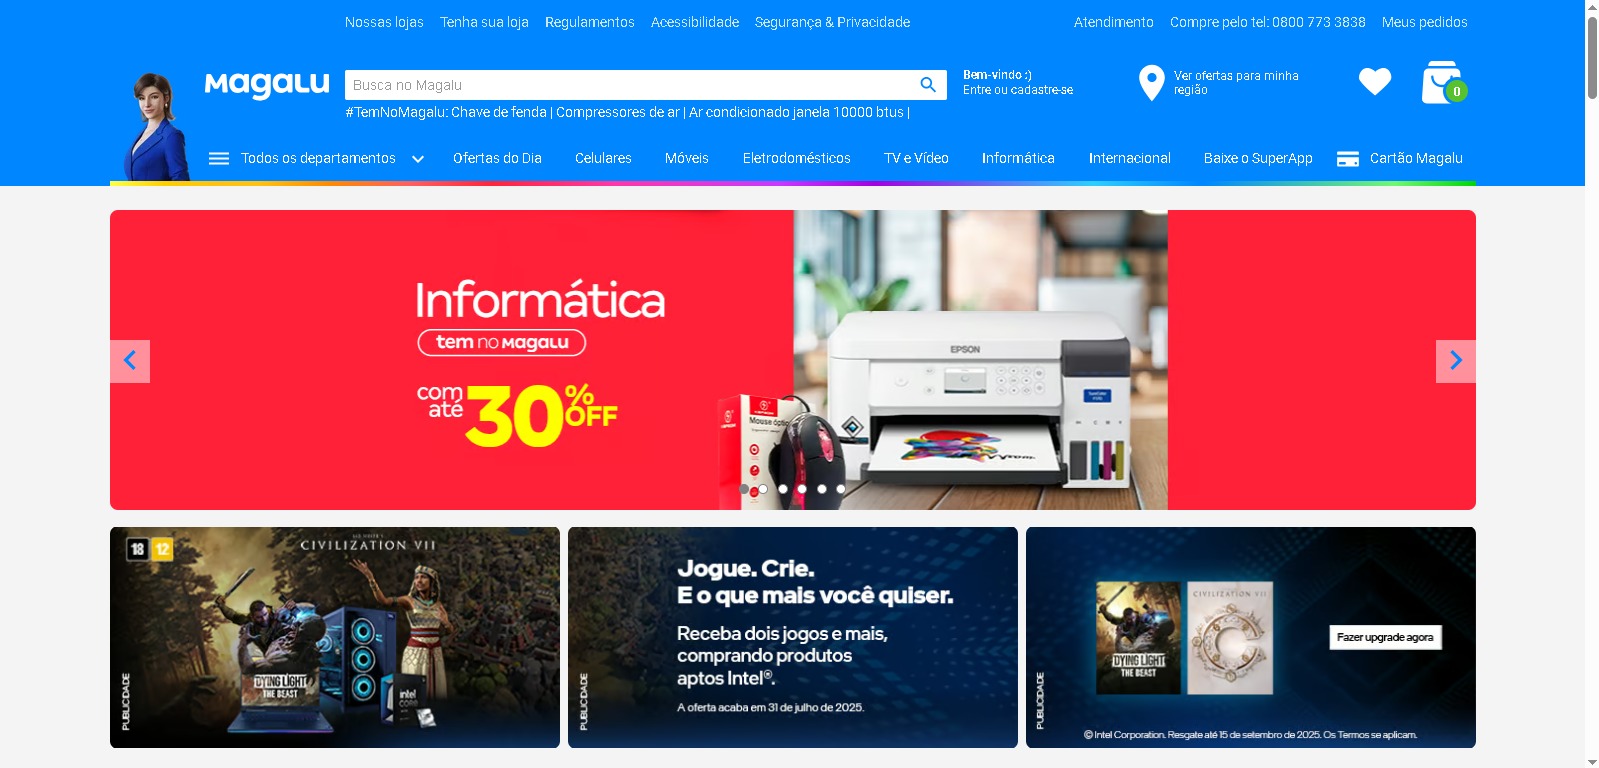 Nossas lojas Tenha sua loja Regulamentos Acessibilidade Segurança & Privacidade Atendimento Compre pelo tel: 0800 773 3838 Meus pedidos
Magalu
Busca no Magalu
Bem-vindo :)
Entre ou cadastre-se
Ver ofertas para minha
região
0
#TemNoMagalu: Chave de fenda | Compressores de ar | Ar condicionado janela 10000 btus |
Todos os departamentos Ofertas do Dia Celulares Móveis Eletrodomésticos TV e Vídeo Informática Internacional Baixe o SuperApp Cartão Magalu
Informática
tem no Magalu
com até 30% OFF
EPSON
18 12
CIVILIZATION VII
DYING LIGHT
THE BEAST
intel
CORE
PUBLICIDADE
Jogue. Crie.
E o que mais você quiser.
Receba dois jogos e mais,
comprando produtos
aptos Intel®.
A oferta acaba em 31 de julho de 2025.
PUBLICIDADE
DYING LIGHT
THE BEAST
CIVILIZATION VII
Fazer upgrade agora
PUBLICIDADE
© Intel Corporation. Resgate até 15 de setembro de 2025. Os Termos se aplicam.